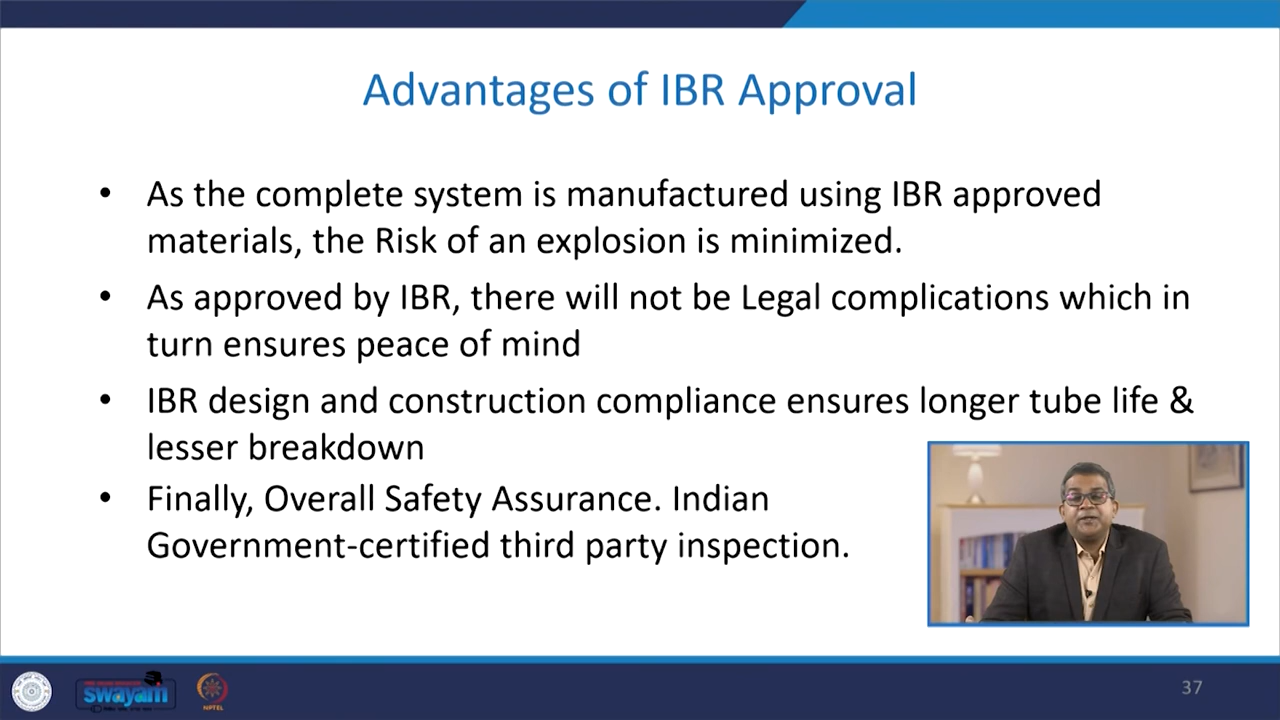 Advantages of IBR Approval
• As the complete system is manufactured using IBR approved
materials, the Risk of an explosion is minimized.
• As approved by IBR, there will not be Legal complications which in
turn ensures peace of mind
• IBR design and construction compliance ensures longer tube life &
lesser breakdown
• Finally, Overall Safety Assurance. Indian
Government-certified third party inspection.
swayam
NPTEL
37